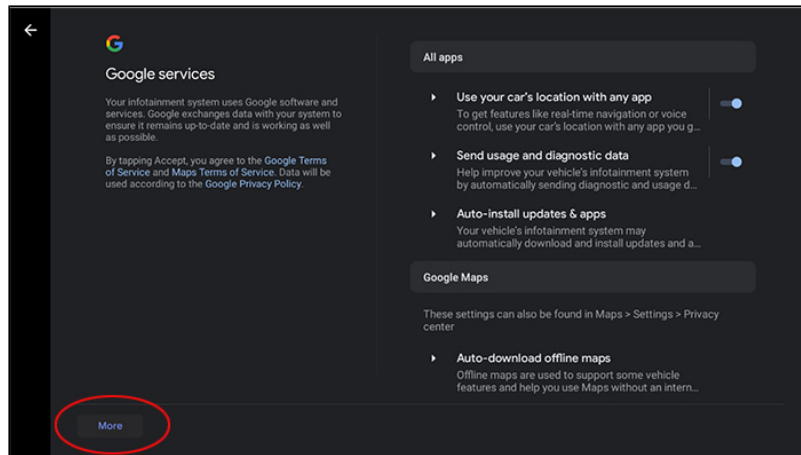 Google services
Your infotainment system uses Google software and
services. Google exchanges data with your system to
ensure it remains up-to-date and is working as well
as possible.
By tapping Accept, you agree to the Google Terms
of Service and Maps Terms of Service. Data will be
used according to the Google Privacy Policy.
All apps
Use your car's location with any app
To get features like real-time navigation or voice
control, use your car's location with any app you g...
Send usage and diagnostic data
Help improve your vehicle's infotainment system
by automatically sending diagnostic and usage d...
Auto-install updates & apps
Your vehicle's infotainment system may
automatically download and install updates and a...
Google Maps
These settings can also be found in Maps > Settings > Privacy
center
Auto-download offline maps
Offline maps are used to support some vehicle
features and help you use Maps without an intern...
More